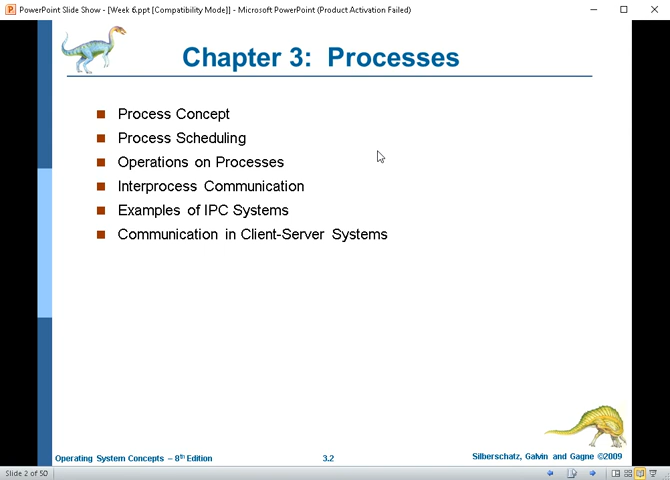 PowerPoint Slide Show - [Week 6.ppt [Compatibility Mode]] - Microsoft PowerPoint (Product Activation Failed)
Chapter 3: Processes
Process Concept
Process Scheduling
Operations on Processes
Interprocess Communication
Examples of IPC Systems
Communication in Client-Server Systems
Operating System Concepts – 8th Edition 3.2 Silberschatz, Galvin and Gagne ©2009
Slide 2 of 50